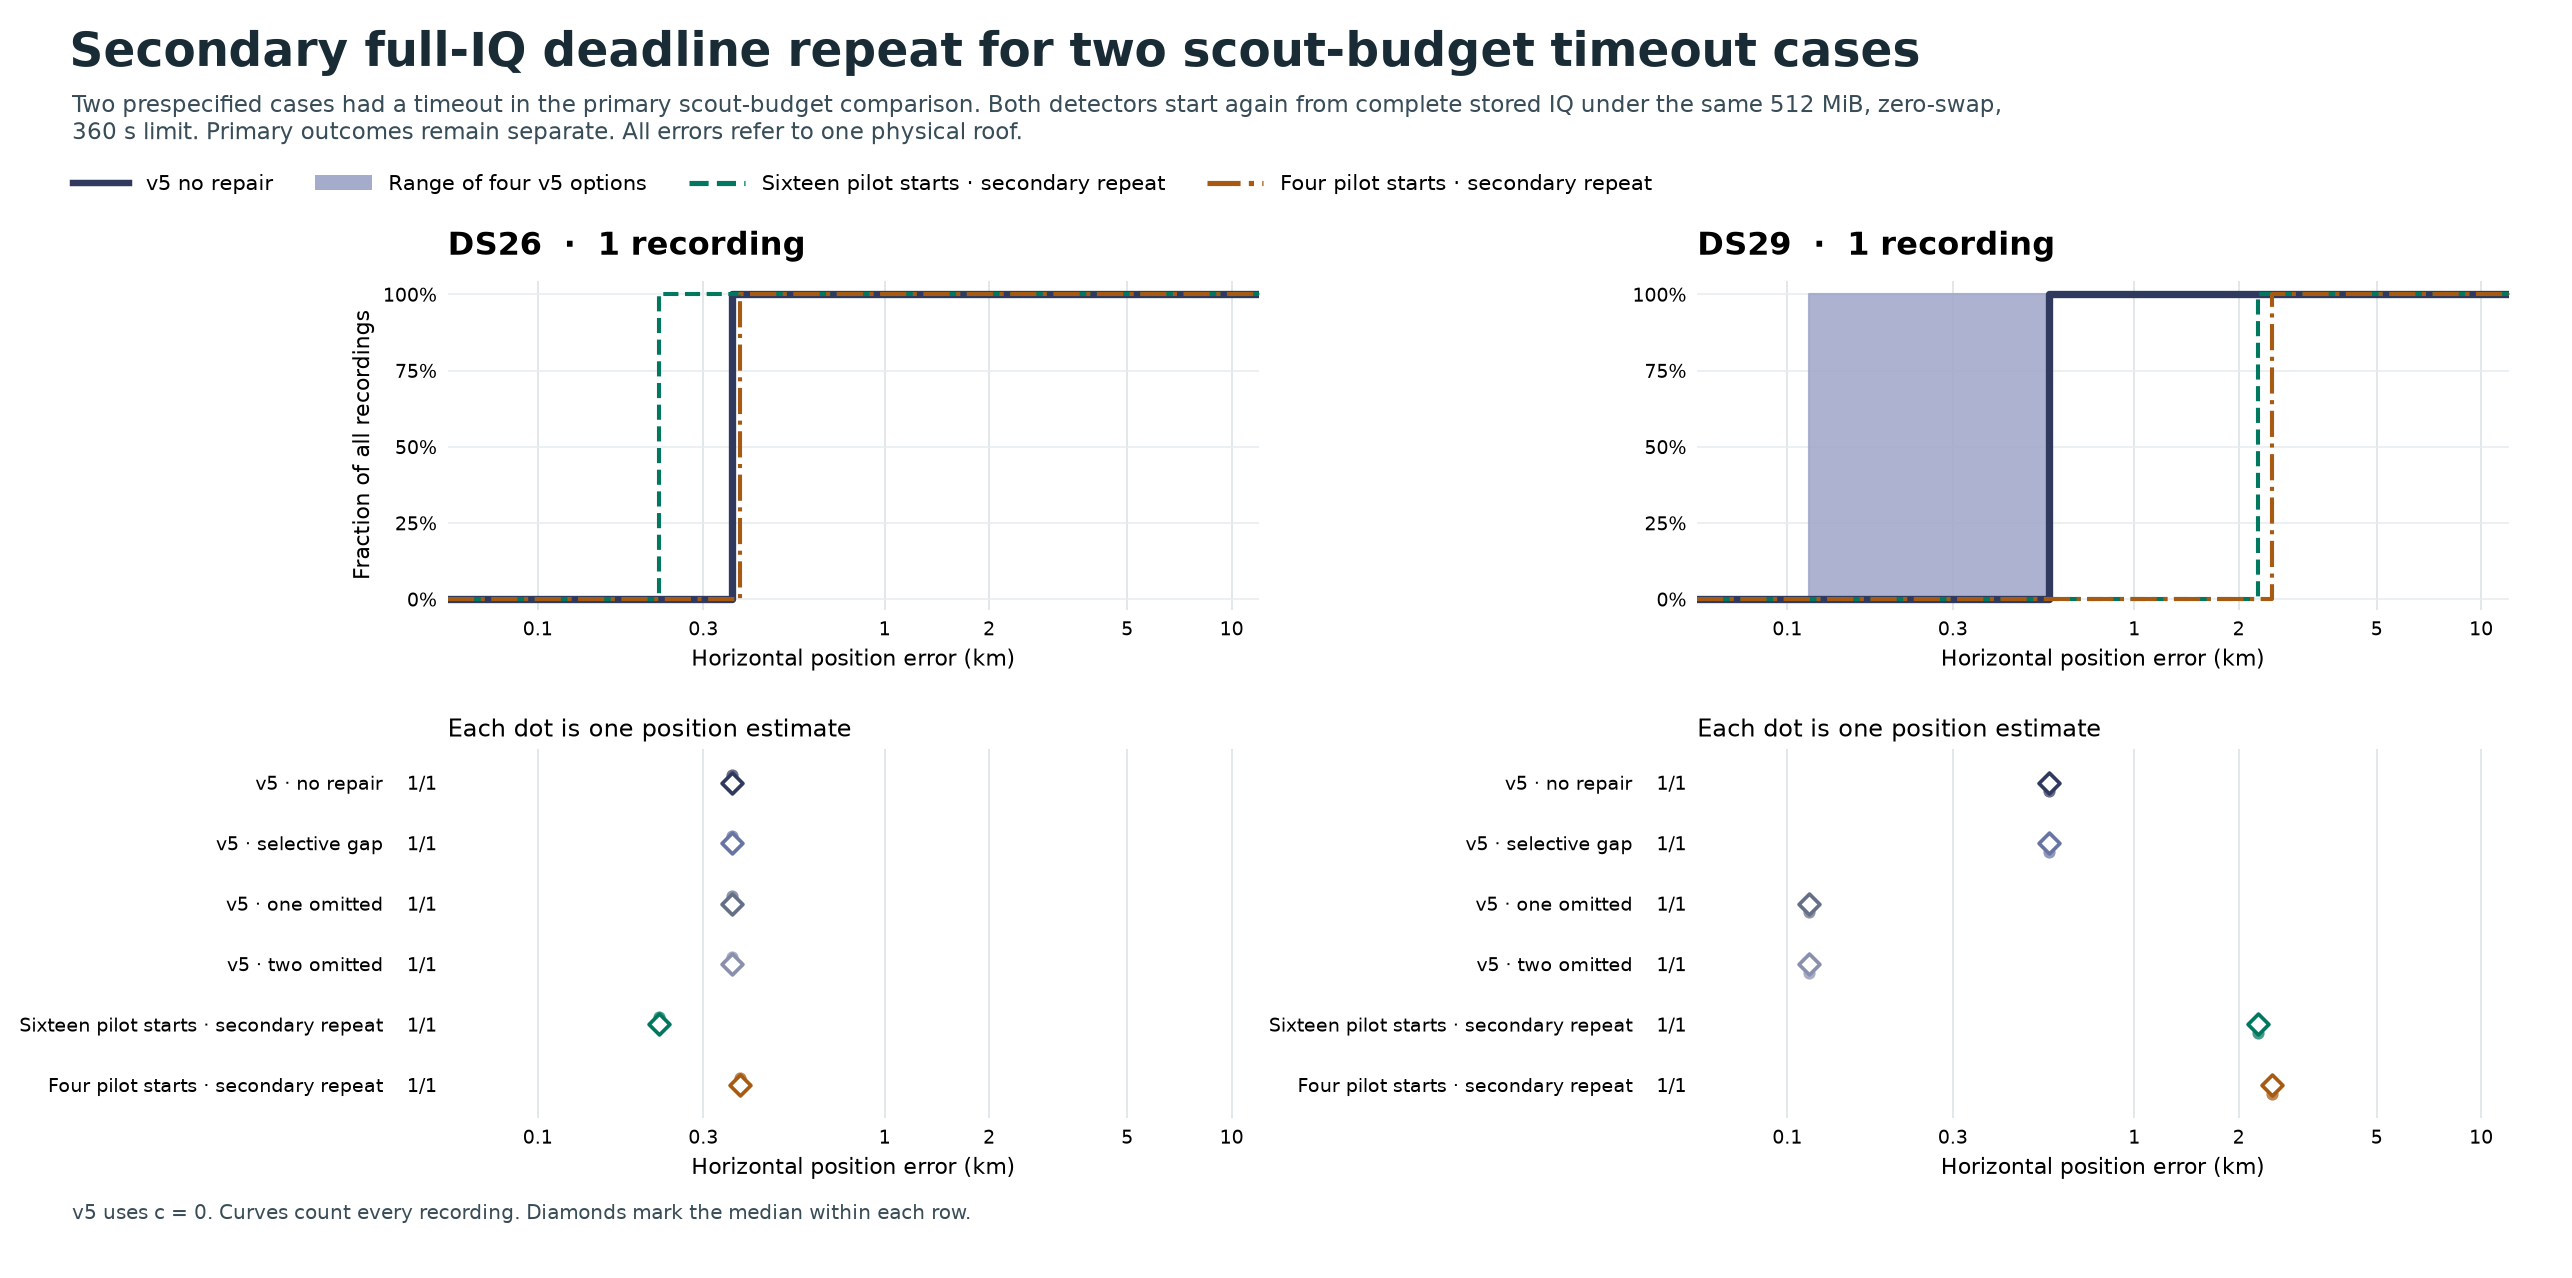 Secondary full-IQ deadline repeat for two scout-budget timeout cases
Two prespecified cases had a timeout in the primary scout-budget comparison. Both detectors start again from complete stored IQ under the same 512 MiB, zero-swap,
360 s limit. Primary outcomes remain separate. All errors refer to one physical roof.
v5 no repair
Range of four v5 options
Sixteen pilot starts · secondary repeat
Four pilot starts · secondary repeat
DS26 · 1 recording
Fraction of all recordings
100%
75%
50%
25%
0%
0.1 0.3 1 2 5 10
Horizontal position error (km)
DS29 · 1 recording
100%
75%
50%
25%
0%
0.1 0.3 1 2 5 10
Horizontal position error (km)
Each dot is one position estimate
v5 · no repair 1/1
v5 · selective gap 1/1
v5 · one omitted 1/1
v5 · two omitted 1/1
Sixteen pilot starts · secondary repeat 1/1
Four pilot starts · secondary repeat 1/1
0.1 0.3 1 2 5 10
Horizontal position error (km)
Each dot is one position estimate
v5 · no repair 1/1
v5 · selective gap 1/1
v5 · one omitted 1/1
v5 · two omitted 1/1
Sixteen pilot starts · secondary repeat 1/1
Four pilot starts · secondary repeat 1/1
0.1 0.3 1 2 5 10
Horizontal position error (km)
v5 uses c = 0. Curves count every recording. Diamonds mark the median within each row.